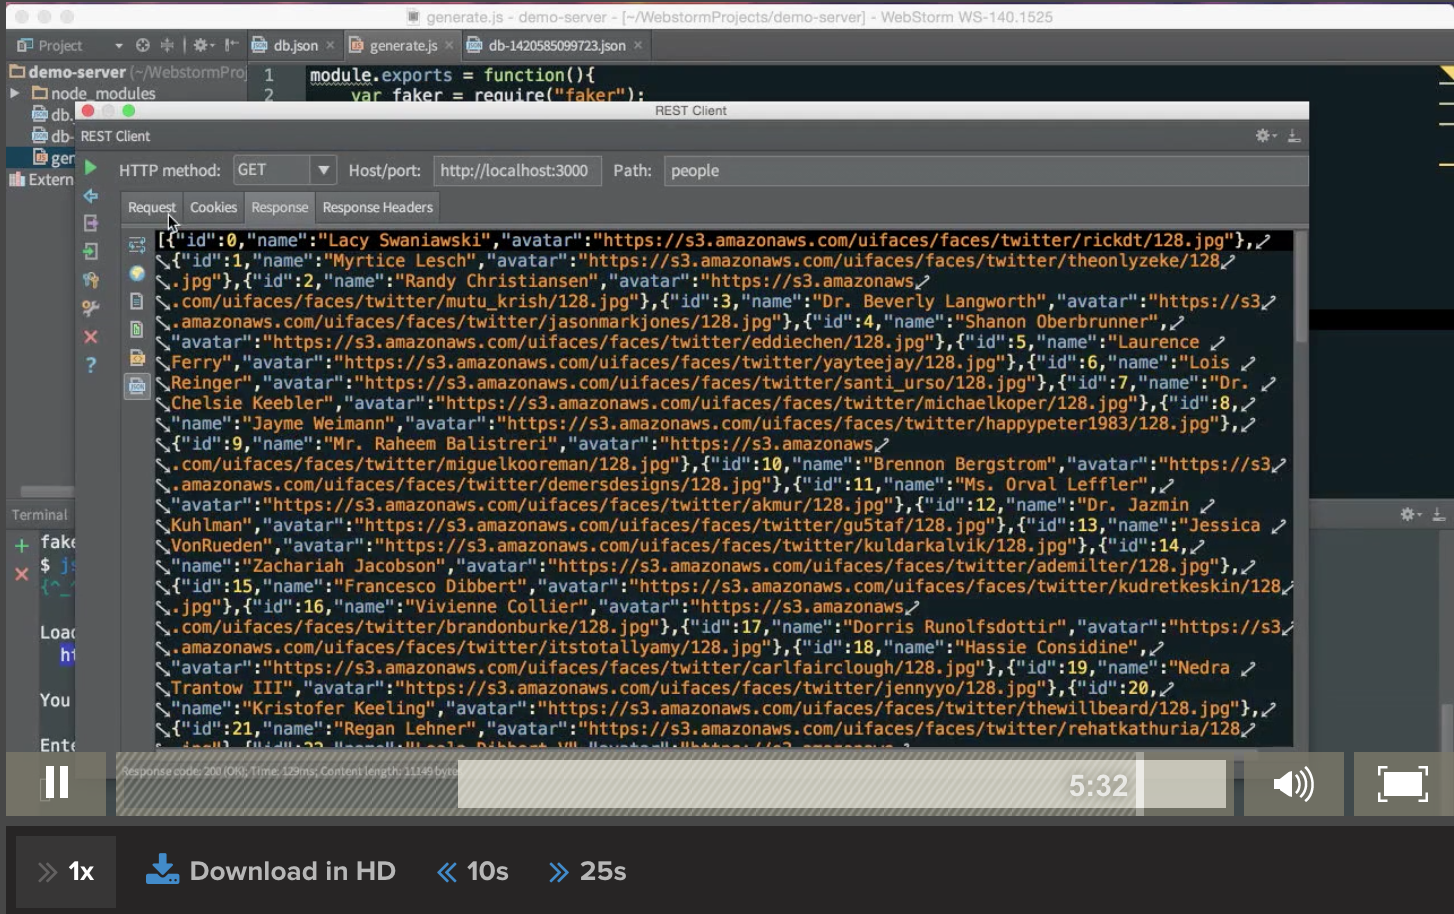 generate.js - demo-server - [~/WebstormProjects/demo-server] - WebStorm WS-140.1525
Project
db.json
generate.js
db-1420585099723.json
demo-server (~/WebstormProj
1 module.exports = function(){
node_modules
2 var faker = require("faker");
db.
db-
gen
Extern
REST Client
REST Client
HTTP method: GET Host/port: http://localhost:3000 Path: people
Request Cookies Response Response Headers
[{"id":0,"name":"Lacy Swaniawski","avatar":"https://s3.amazonaws.com/uifaces/faces/twitter/rickdt/128.jpg"},
{"id":1,"name":"Myrtice Lesch","avatar":"https://s3.amazonaws.com/uifaces/faces/twitter/theonlyzeke/128
.jpg"},{"id":2,"name":"Randy Christiansen","avatar":"https://s3.amazonaws
.com/uifaces/faces/twitter/mutu_krish/128.jpg"},{"id":3,"name":"Dr. Beverly Langworth","avatar":"https://s3
.amazonaws.com/uifaces/faces/twitter/jasonmarkjones/128.jpg"},{"id":4,"name":"Shanon Oberbrunner",
"avatar":"https://s3.amazonaws.com/uifaces/faces/twitter/eddiechen/128.jpg"},{"id":5,"name":"Laurence
Ferry","avatar":"https://s3.amazonaws.com/uifaces/faces/twitter/yayteejay/128.jpg"},{"id":6,"name":"Lois
Reinger","avatar":"https://s3.amazonaws.com/uifaces/faces/twitter/santi_urso/128.jpg"},{"id":7,"name":"Dr.
Chelsie Keebler","avatar":"https://s3.amazonaws.com/uifaces/faces/twitter/michaelkoper/128.jpg"},{"id":8,
"name":"Jayme Weimann","avatar":"https://s3.amazonaws.com/uifaces/faces/twitter/happypeter1983/128.jpg"},
{"id":9,"name":"Mr. Raheem Balistreri","avatar":"https://s3.amazonaws
.com/uifaces/faces/twitter/miguelkooreman/128.jpg"},{"id":10,"name":"Brennon Bergstrom","avatar":"https://s3
.amazonaws.com/uifaces/faces/twitter/demersdesigns/128.jpg"},{"id":11,"name":"Ms. Orval Leffler",
"avatar":"https://s3.amazonaws.com/uifaces/faces/twitter/akmur/128.jpg"},{"id":12,"name":"Dr. Jazmin
Kuhlman","avatar":"https://s3.amazonaws.com/uifaces/faces/twitter/gu5taf/128.jpg"},{"id":13,"name":"Jessica
VonRueden","avatar":"https://s3.amazonaws.com/uifaces/faces/twitter/kuldarkalvik/128.jpg"},{"id":14,
"name":"Zachariah Jacobson","avatar":"https://s3.amazonaws.com/uifaces/faces/twitter/ademilter/128.jpg"},
{"id":15,"name":"Francesco Dibbert","avatar":"https://s3.amazonaws.com/uifaces/faces/twitter/kudretkeskin/128
.jpg"},{"id":16,"name":"Vivienne Collier","avatar":"https://s3.amazonaws
.com/uifaces/faces/twitter/brandonburke/128.jpg"},{"id":17,"name":"Dorris Runolfsdottir","avatar":"https://s3
.amazonaws.com/uifaces/faces/twitter/itstotallyamy/128.jpg"},{"id":18,"name":"Hassie Considine",
"avatar":"https://s3.amazonaws.com/uifaces/faces/twitter/carlfairclough/128.jpg"},{"id":19,"name":"Nedra
Trantow III","avatar":"https://s3.amazonaws.com/uifaces/faces/twitter/jennyyo/128.jpg"},{"id":20,
"name":"Kristofer Keeling","avatar":"https://s3.amazonaws.com/uifaces/faces/twitter/thewillbeard/128.jpg"},
{"id":21,"name":"Regan Lehner","avatar":"https://s3.amazonaws.com/uifaces/faces/twitter/rehatkathuria/128
Terminal
fake
$ js
{^_^
Load
ht
You
Ente
Response code: 200 (OK); Time: 129ms; Content length: 11149 byte
5:32
1x Download in HD 10s 25s